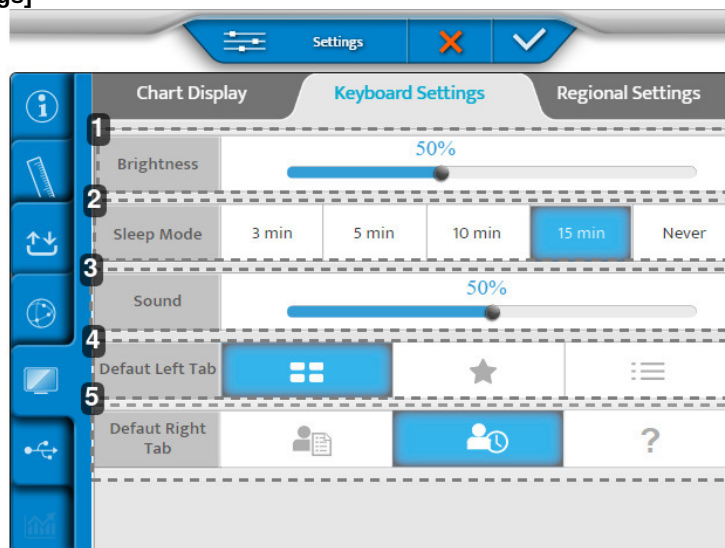 Settings
Chart Display Keyboard Settings Regional Settings
1
Brightness 50%
2
Sleep Mode 3 min 5 min 10 min 15 min Never
3
Sound 50%
4
Defaut Left Tab
5
Defaut Right
Tab ?